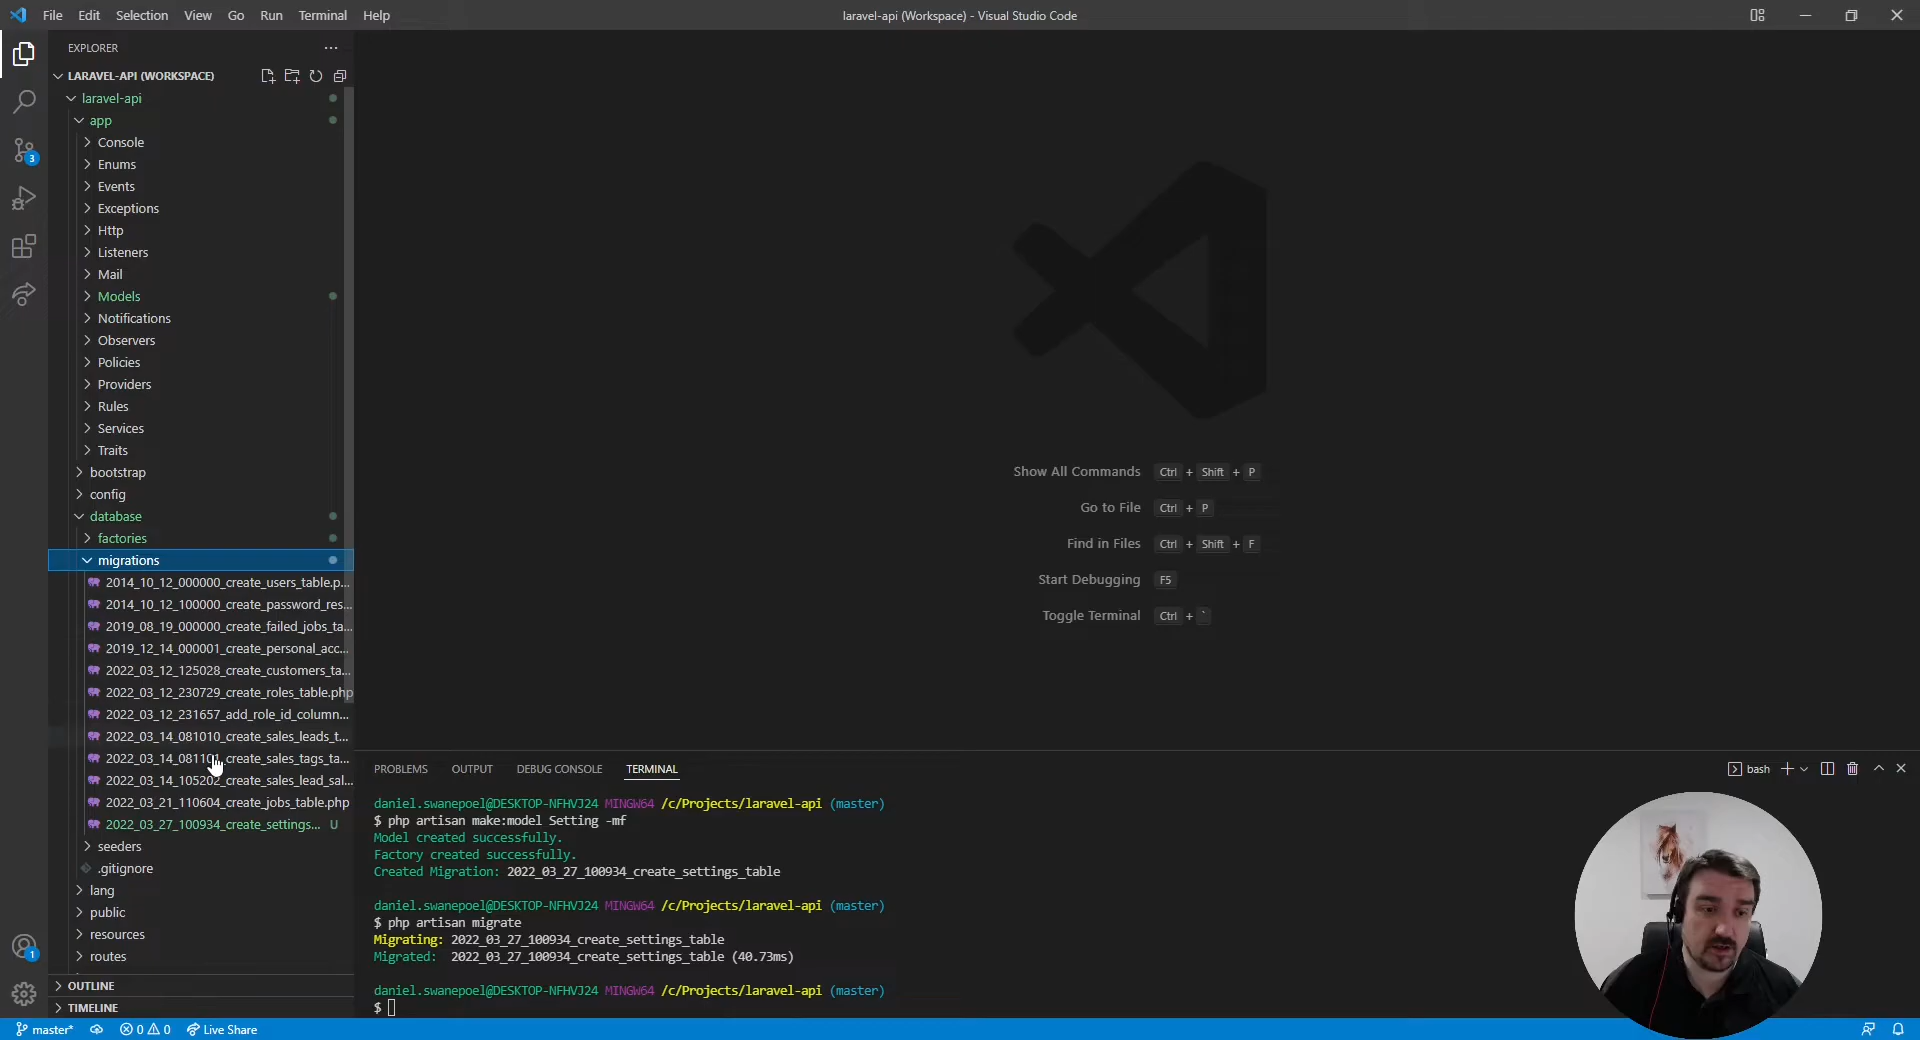 File Edit Selection View Go Run Terminal Help
laravel-api (Workspace) - Visual Studio Code
EXPLORER
LARAVEL-API (WORKSPACE)
laravel-api
app
Console
Enums
Events
Exceptions
Http
Listeners
Mail
Models
Notifications
Observers
Policies
Providers
Rules
Services
Traits
bootstrap
config
database
factories
migrations
2014_10_12_000000_create_users_table.p...
2014_10_12_100000_create_password_res...
2019_08_19_000000_create_failed_jobs_ta...
2019_12_14_000001_create_personal_acc...
2022_03_12_125028_create_customers_ta...
2022_03_12_230729_create_roles_table.php
2022_03_12_231657_add_role_id_column...
2022_03_14_081010_create_sales_leads_t...
2022_03_14_081101_create_sales_tags_ta...
2022_03_14_105202_create_sales_lead_sal...
2022_03_21_110604_create_jobs_table.php
2022_03_27_100934_create_settings... U
seeders
.gitignore
lang
public
resources
routes
OUTLINE
TIMELINE
3
1
Show All Commands Ctrl + Shift + P
Go to File Ctrl + P
Find in Files Ctrl + Shift + F
Start Debugging F5
Toggle Terminal Ctrl + `
PROBLEMS OUTPUT DEBUG CONSOLE TERMINAL
bash
daniel.swanepoel@DESKTOP-NFHVJ24 MINGW64 /c/Projects/laravel-api (master)
$ php artisan make:model Setting -mf
Model created successfully.
Factory created successfully.
Created Migration: 2022_03_27_100934_create_settings_table
daniel.swanepoel@DESKTOP-NFHVJ24 MINGW64 /c/Projects/laravel-api (master)
$ php artisan migrate
Migrating: 2022_03_27_100934_create_settings_table
Migrated: 2022_03_27_100934_create_settings_table (40.73ms)
daniel.swanepoel@DESKTOP-NFHVJ24 MINGW64 /c/Projects/laravel-api (master)
$
master* 0 0 Live Share